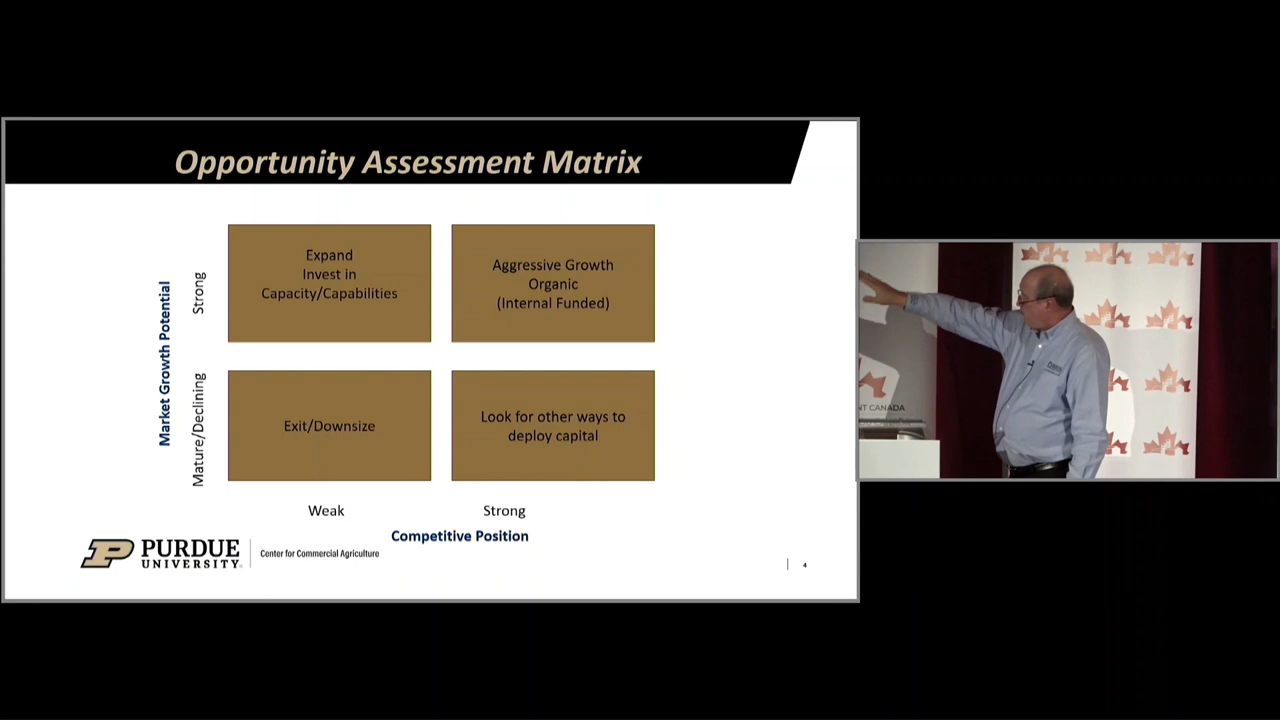 Opportunity Assessment Matrix
Market Growth Potential
Strong
Mature/Declining
Expand
Invest in
Capacity/Capabilities
Aggressive Growth
Organic
(Internal Funded)
Exit/Downsize
Look for other ways to
deploy capital
Weak
Strong
Competitive Position
PURDUE
UNIVERSITY
Center for Commercial Agriculture
4
NT CANADA